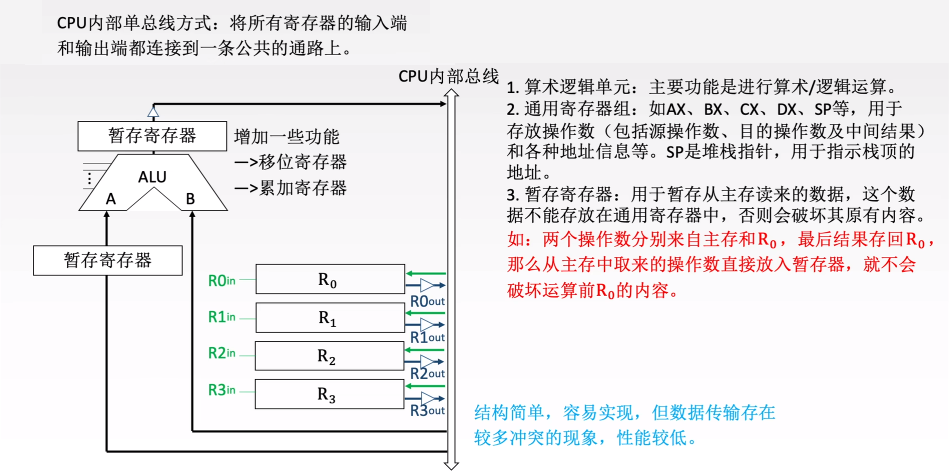 CPU内部单总线方式：将所有寄存器的输入端
和输出端都连接到一条公共的通路上。
CPU内部总线
暂存寄存器
增加一些功能
—>移位寄存器
—>累加寄存器
ALU
A
B
暂存寄存器
R0in
R₀
R0out
R1in
R₁
R1out
R2in
R₂
R2out
R3in
R₃
R3out
1. 算术逻辑单元：主要功能是进行算术/逻辑运算。
2. 通用寄存器组：如AX、BX、CX、DX、SP等，用于
存放操作数（包括源操作数、目的操作数及中间结果）
和各种地址信息等。SP是堆栈指针，用于指示栈顶的
地址。
3. 暂存寄存器：用于暂存从主存读来的数据，这个数
据不能存放在通用寄存器中，否则会破坏其原有内容。
如：两个操作数分别来自主存和R₀，最后结果存回R₀，
那么从主存中取来的操作数直接放入暂存器，就不会
破坏运算前R₀的内容。
结构简单，容易实现，但数据传输存在
较多冲突的现象，性能较低。